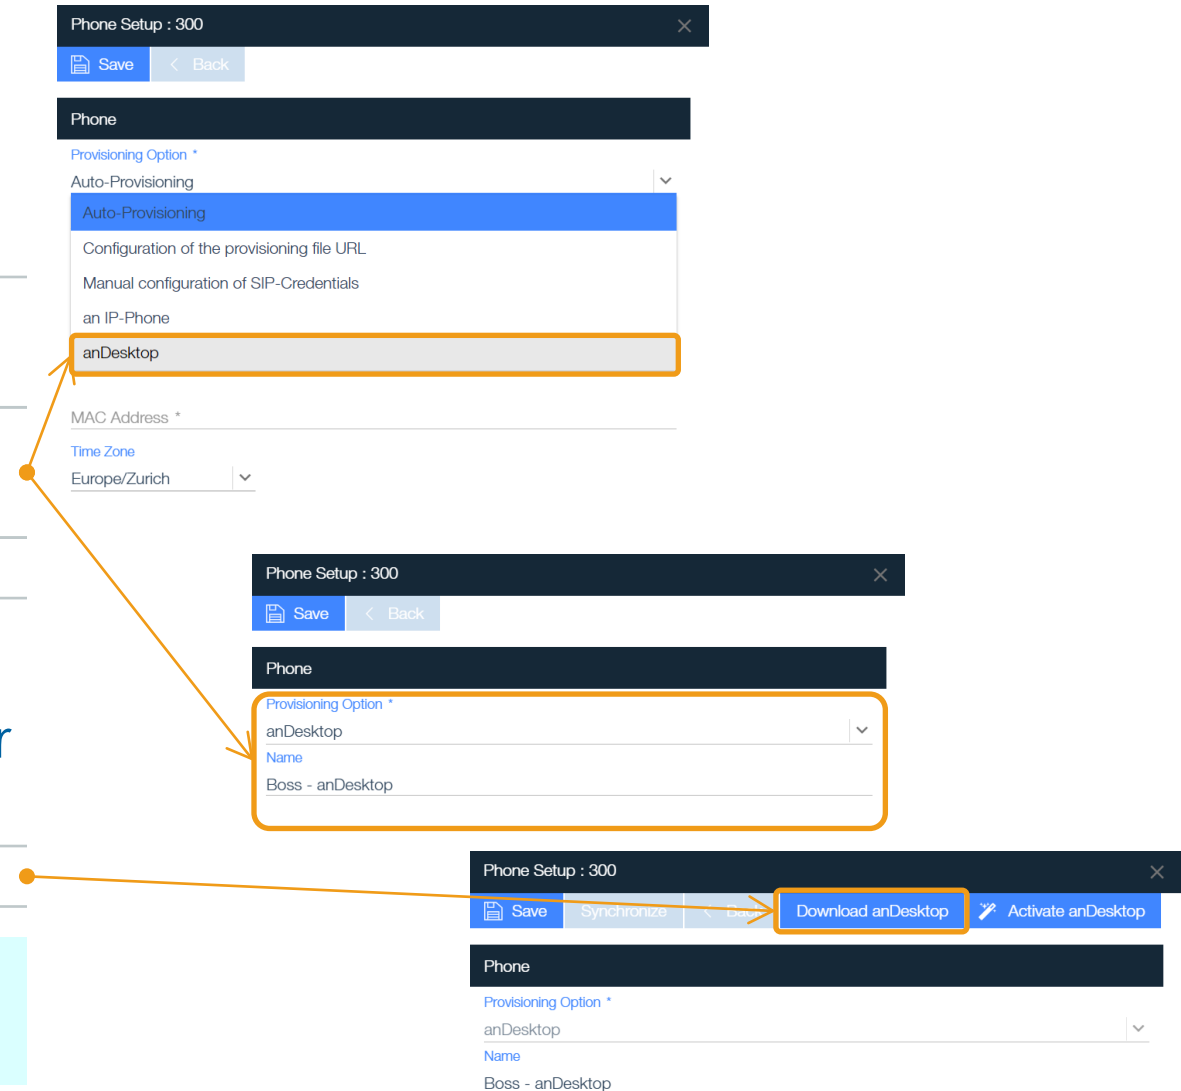 Phone Setup : 300
Save
Back
Phone
Provisioning Option *
Auto-Provisioning
Auto-Provisioning
Configuration of the provisioning file URL
Manual configuration of SIP-Credentials
an IP-Phone
anDesktop
MAC Address *
Time Zone
Europe/Zurich
Phone Setup : 300
Save
Back
Phone
Provisioning Option *
anDesktop
Name
Boss - anDesktop
r
Phone Setup : 300
Save Synchronize Back Download anDesktop Activate anDesktop
Phone
Provisioning Option *
anDesktop
Name
Boss - anDesktop